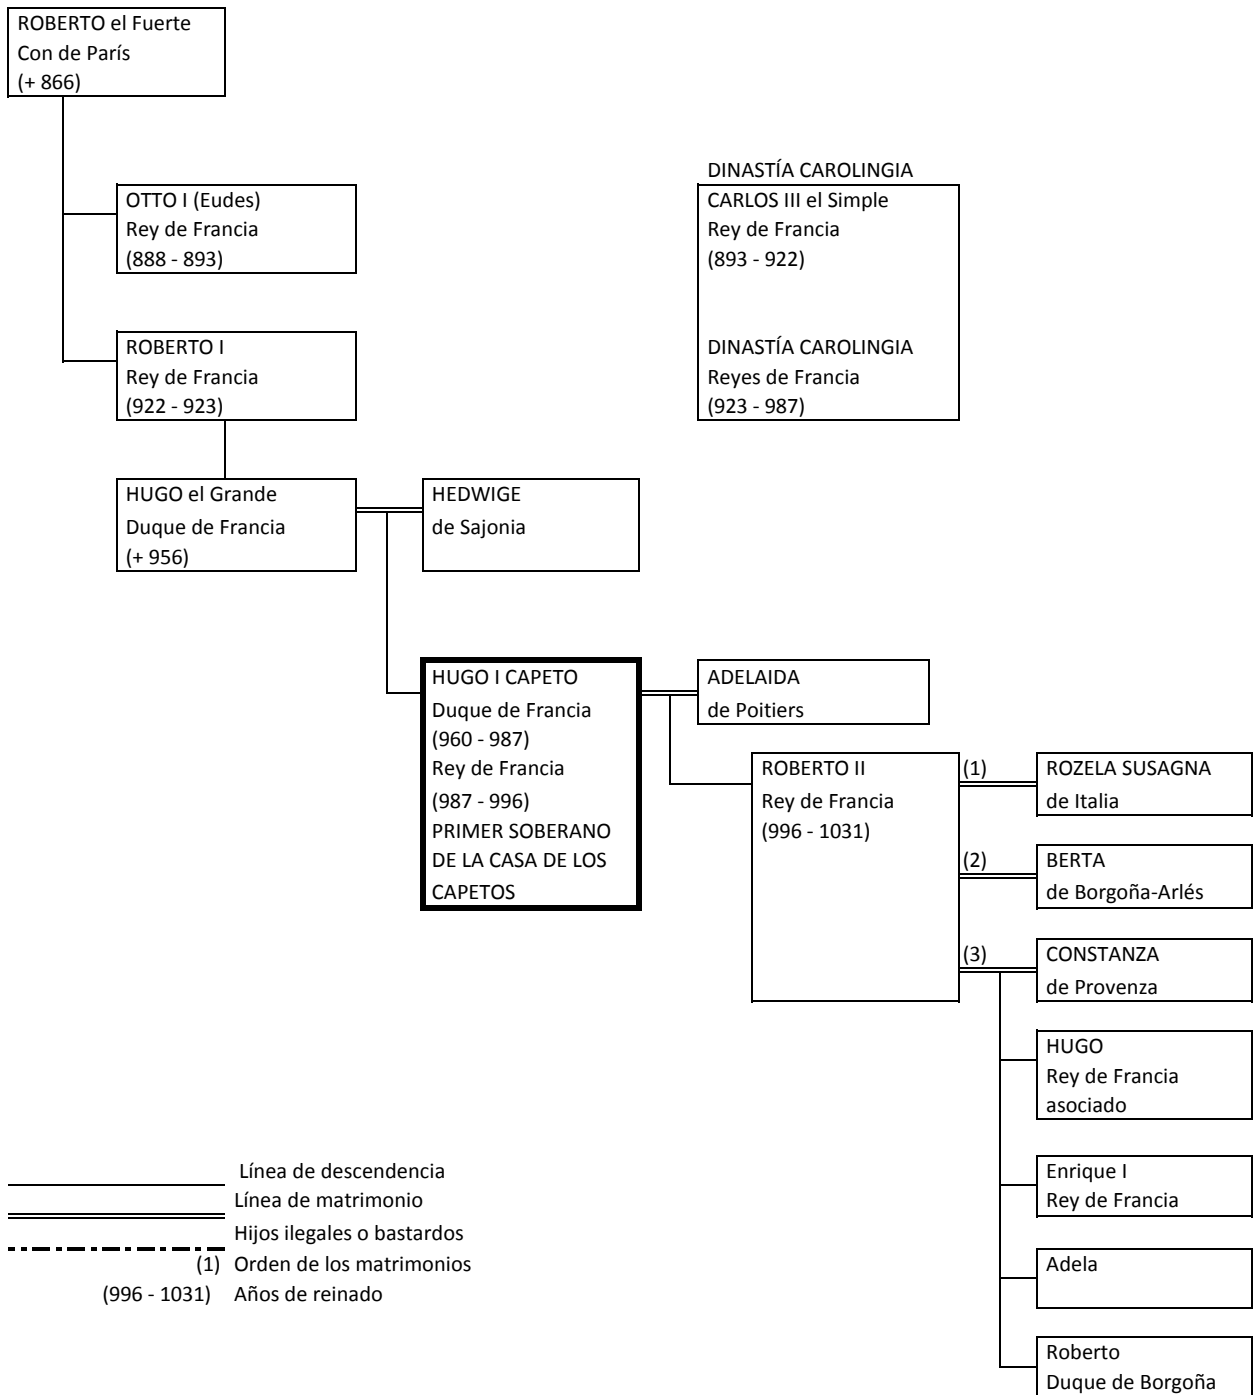 ROBERTO el Fuerte
Con de París
(+ 866)
DINASTÍA CAROLINGIA
OTTO I (Eudes)
Rey de Francia
(888 - 893)
CARLOS III el Simple
Rey de Francia
(893 - 922)
ROBERTO I
Rey de Francia
(922 - 923)
DINASTÍA CAROLINGIA
Reyes de Francia
(923 - 987)
HUGO el Grande
Duque de Francia
(+ 956)
HEDWIGE
de Sajonia
HUGO I CAPETO
Duque de Francia
(960 - 987)
Rey de Francia
(987 - 996)
PRIMER SOBERANO
DE LA CASA DE LOS
CAPETOS
ADELAIDA
de Poitiers
ROBERTO II
Rey de Francia
(996 - 1031)
(1)
ROZELA SUSAGNA
de Italia
(2)
BERTA
de Borgoña-Arlés
(3)
CONSTANZA
de Provenza
HUGO
Rey de Francia
asociado
Enrique I
Rey de Francia
Adela
Roberto
Duque de Borgoña
Línea de descendencia
Línea de matrimonio
Hijos ilegales o bastardos
(1) Orden de los matrimonios
(996 - 1031) Años de reinado